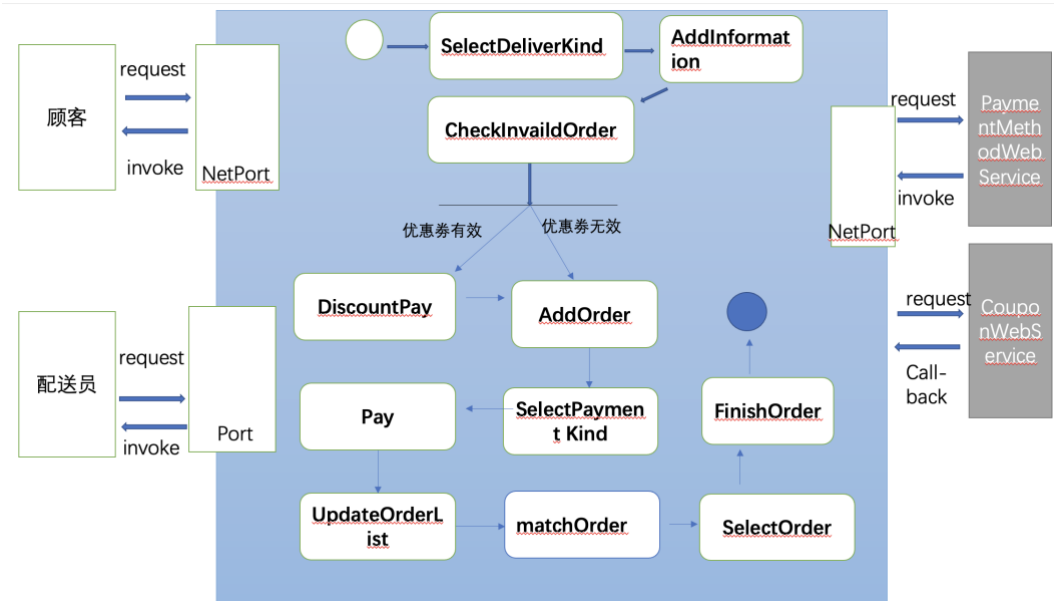 顾客
request
invoke
NetPort
SelectDeliverKind
AddInformat
ion
CheckInvaildOrder
优惠券有效
优惠券无效
DiscountPay
AddOrder
Pay
SelectPaymen
t Kind
UpdateOrderL
ist
matchOrder
SelectOrder
FinishOrder
配送员
request
invoke
Port
request
invoke
NetPort
Payme
ntMeth
odWeb
Service
request
Call-
back
Coupo
nWebS
ervice